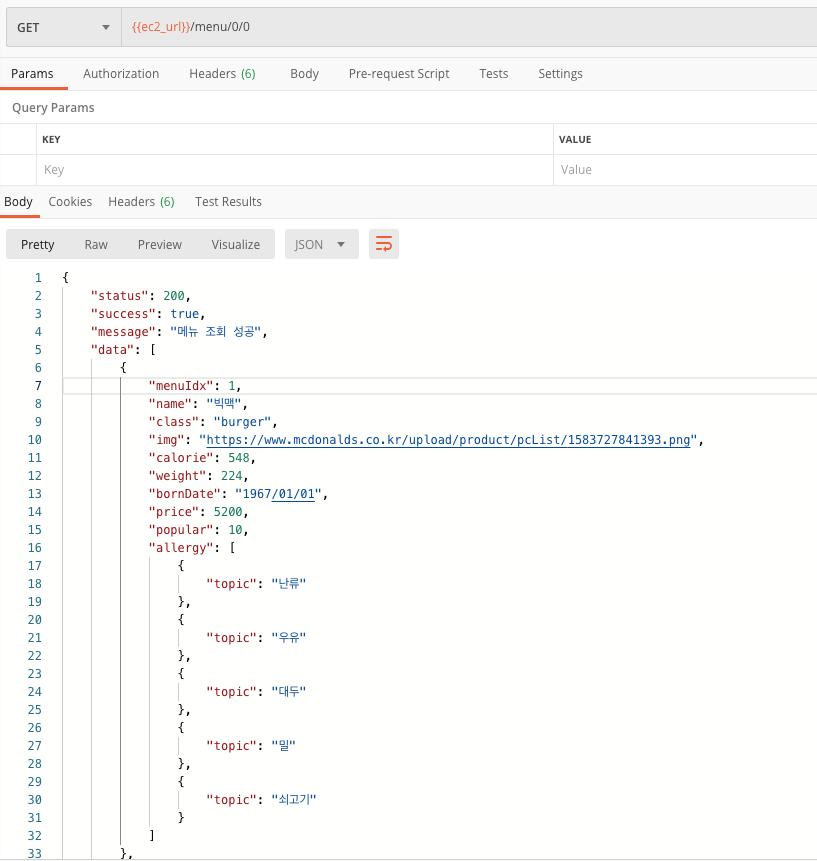 GET {{ec2_url}}/menu/0/0
Params Authorization Headers (6) Body Pre-request Script Tests Settings
Query Params
KEY VALUE
Key Value
Body Cookies Headers (6) Test Results
Pretty Raw Preview Visualize JSON
1 {
2 "status": 200,
3 "success": true,
4 "message": "메뉴 조회 성공",
5 "data": [
6 {
7 "menuIdx": 1,
8 "name": "빅맥",
9 "class": "burger",
10 "img": "https://www.mcdonalds.co.kr/upload/product/pcList/1583727841393.png",
11 "calorie": 548,
12 "weight": 224,
13 "bornDate": "1967/01/01",
14 "price": 5200,
15 "popular": 10,
16 "allergy": [
17 {
18 "topic": "난류"
19 },
20 {
21 "topic": "우유"
22 },
23 {
24 "topic": "대두"
25 },
26 {
27 "topic": "밀"
28 },
29 {
30 "topic": "쇠고기"
31 }
32 ]
33 },